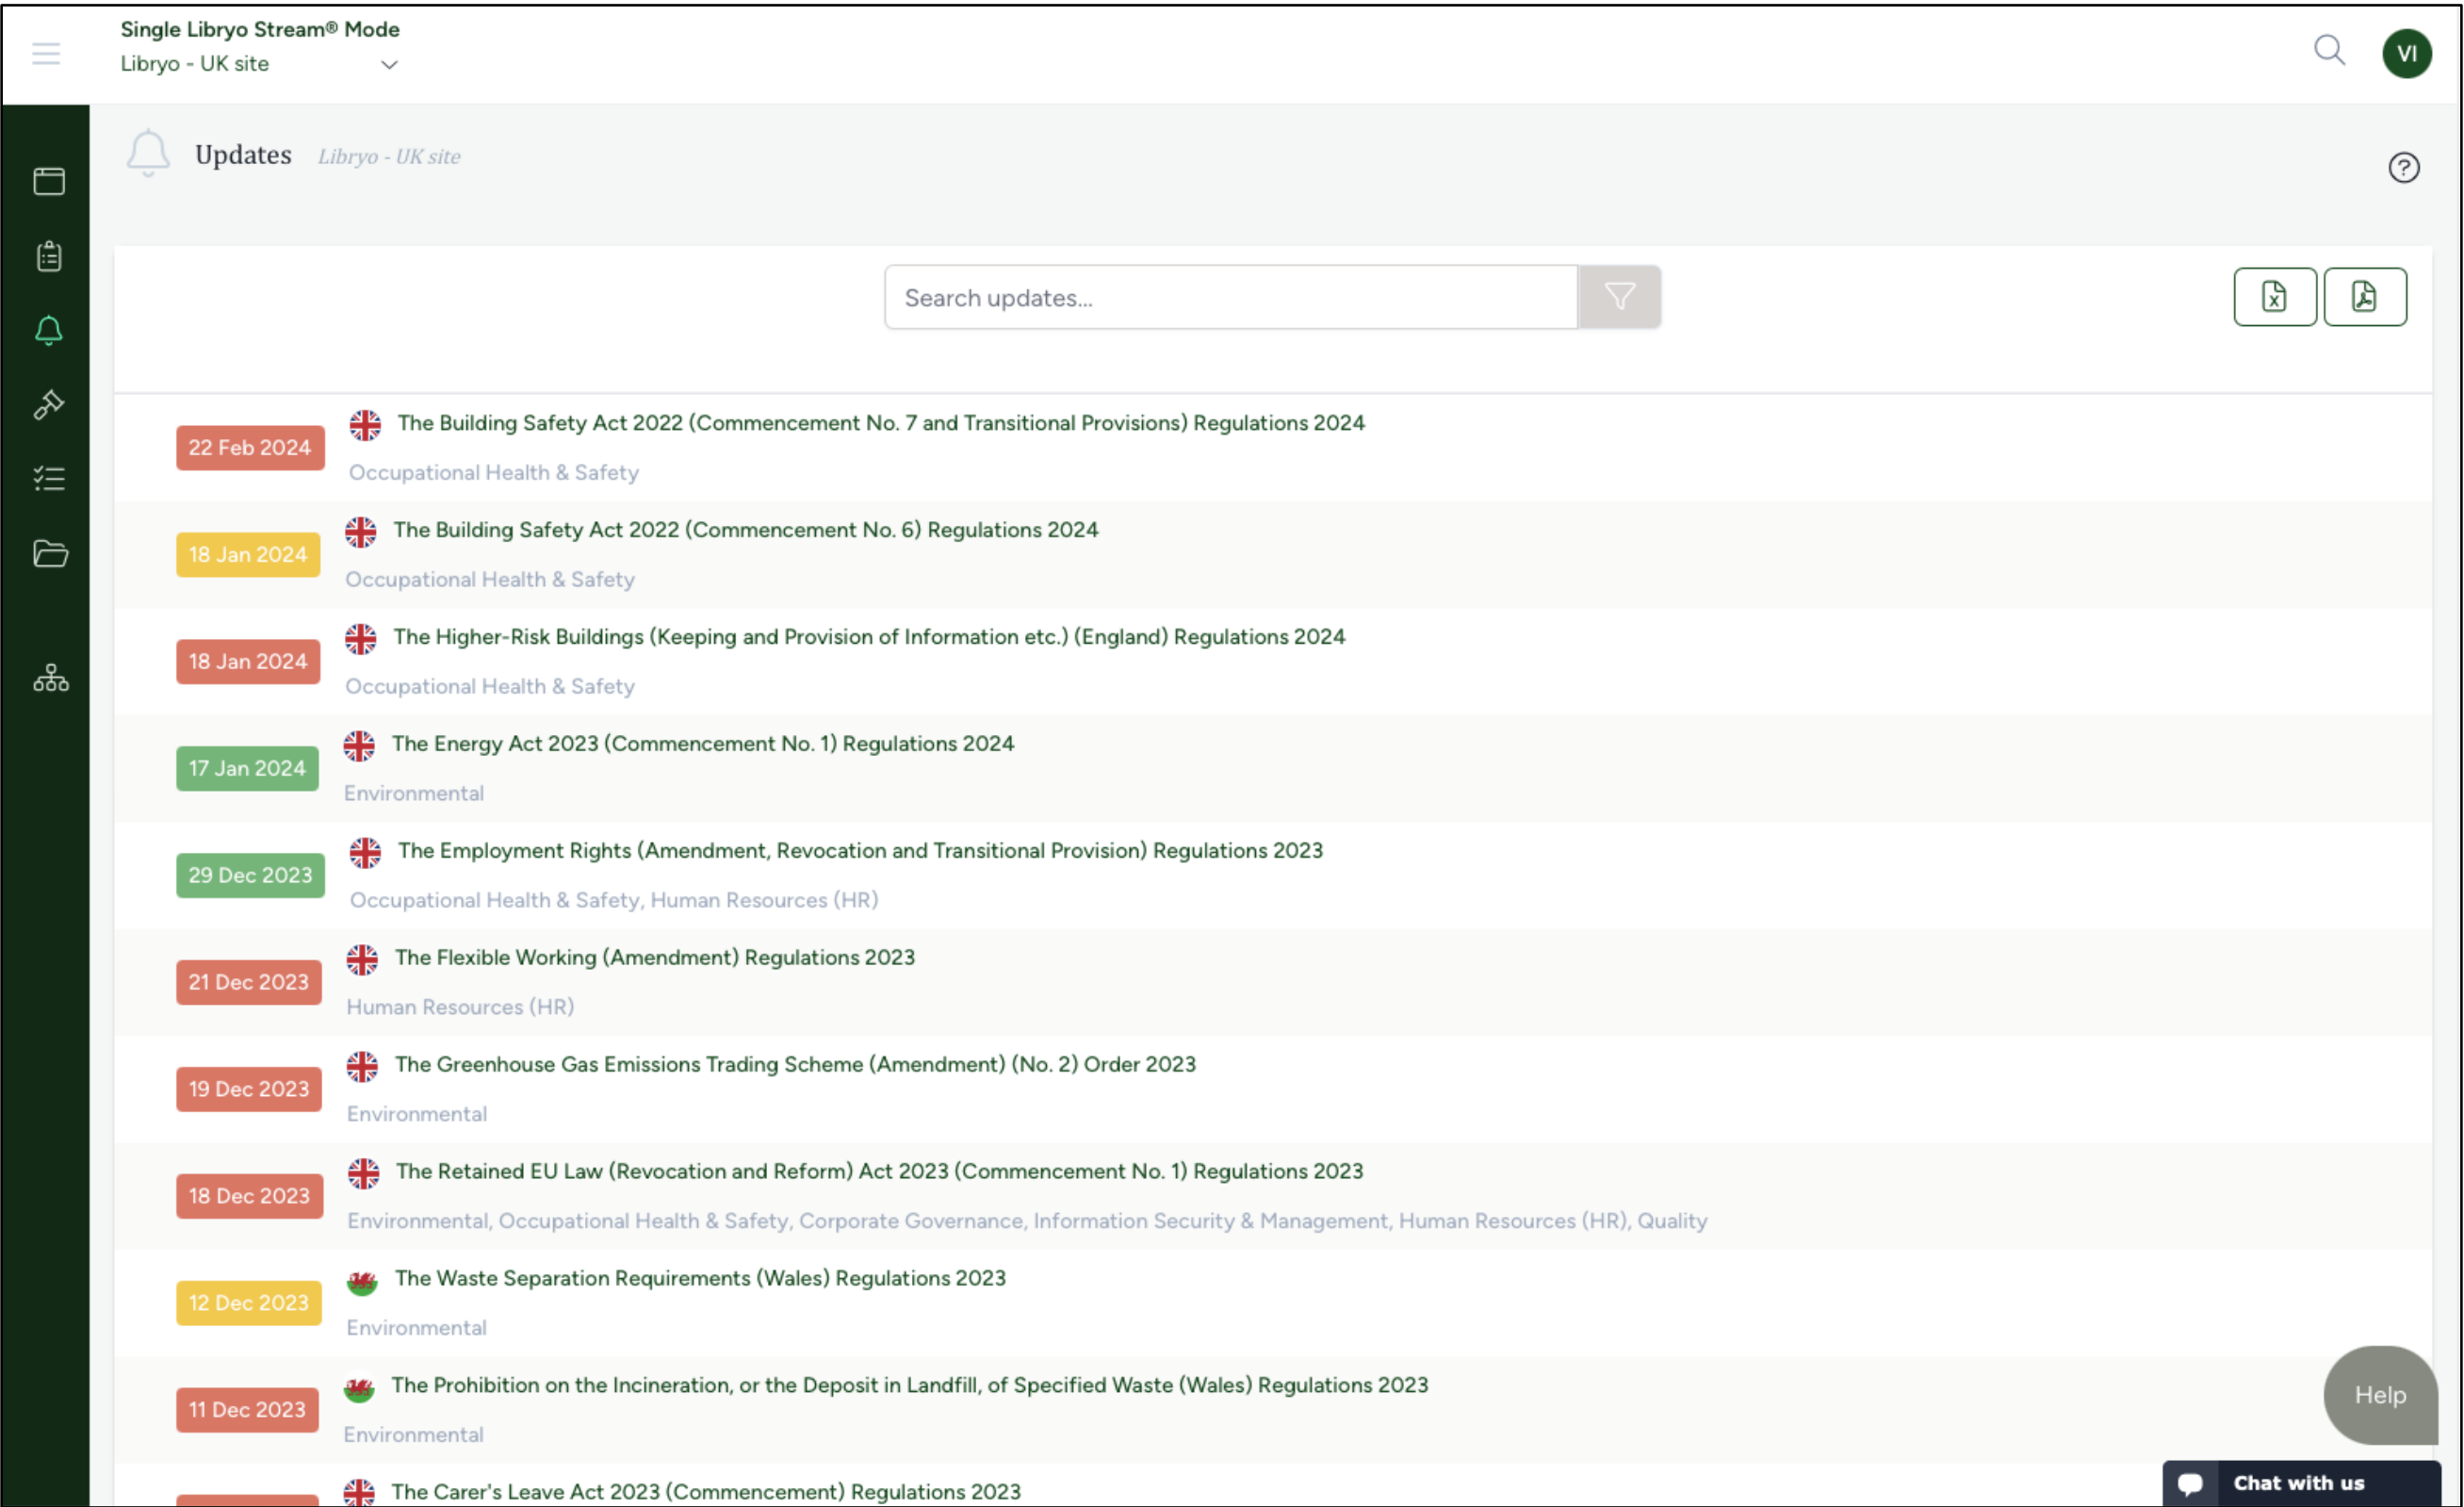 Single Libryo Stream® Mode
Libryo - UK site
VI
Updates Libryo - UK site
Search updates...
22 Feb 2024
The Building Safety Act 2022 (Commencement No. 7 and Transitional Provisions) Regulations 2024
Occupational Health & Safety
18 Jan 2024
The Building Safety Act 2022 (Commencement No. 6) Regulations 2024
Occupational Health & Safety
18 Jan 2024
The Higher-Risk Buildings (Keeping and Provision of Information etc.) (England) Regulations 2024
Occupational Health & Safety
17 Jan 2024
The Energy Act 2023 (Commencement No. 1) Regulations 2024
Environmental
29 Dec 2023
The Employment Rights (Amendment, Revocation and Transitional Provision) Regulations 2023
Occupational Health & Safety, Human Resources (HR)
21 Dec 2023
The Flexible Working (Amendment) Regulations 2023
Human Resources (HR)
19 Dec 2023
The Greenhouse Gas Emissions Trading Scheme (Amendment) (No. 2) Order 2023
Environmental
18 Dec 2023
The Retained EU Law (Revocation and Reform) Act 2023 (Commencement No. 1) Regulations 2023
Environmental, Occupational Health & Safety, Corporate Governance, Information Security & Management, Human Resources (HR), Quality
12 Dec 2023
The Waste Separation Requirements (Wales) Regulations 2023
Environmental
11 Dec 2023
The Prohibition on the Incineration, or the Deposit in Landfill, of Specified Waste (Wales) Regulations 2023
Environmental
Help
The Carer's Leave Act 2023 (Commencement) Regulations 2023
Chat with us